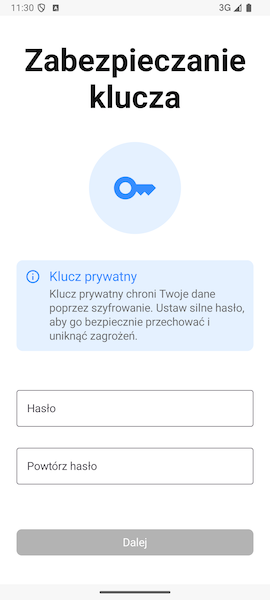 11:30
3G
Zabezpieczanie
klucza
Klucz prywatny
Klucz prywatny chroni Twoje dane
poprzez szyfrowanie. Ustaw silne hasło,
aby go bezpiecznie przechować i
uniknąć zagrożeń.
Hasło
Powtórz hasło
Dalej